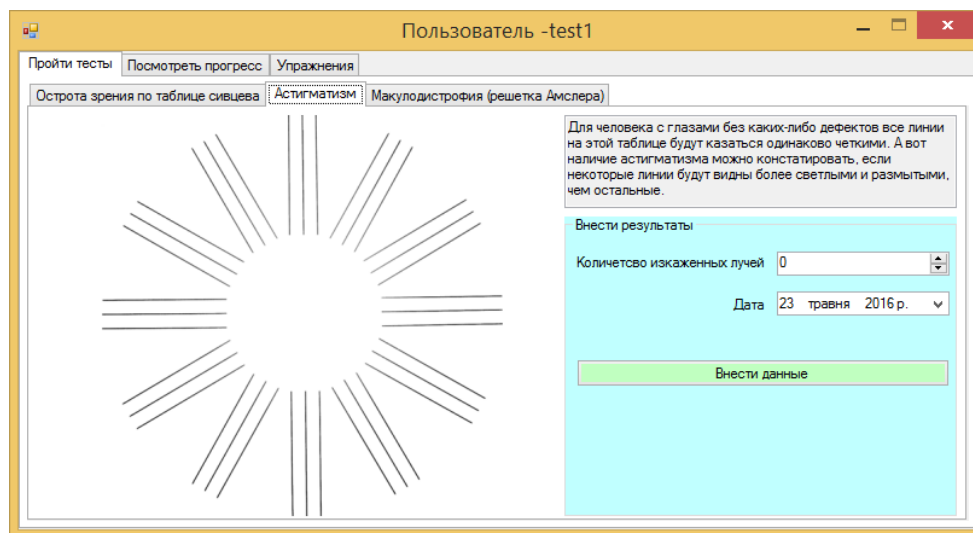 Пользователь -test1
Пройти тесты Посмотреть прогресс Упражнения
Острота зрения по таблице сивцева Астигматизм Макулодистрофия (решетка Амслера)
Для человека с глазами без каких-либо дефектов все линии
на этой таблице будут казаться одинаково четкими. А вот
наличие астигматизма можно констатировать, если
некоторые линии будут видны более светлыми и размытыми,
чем остальные.
Внести результаты
Количетсво изкаженных лучей 0
Дата 23 травня 2016 р.
Внести данные